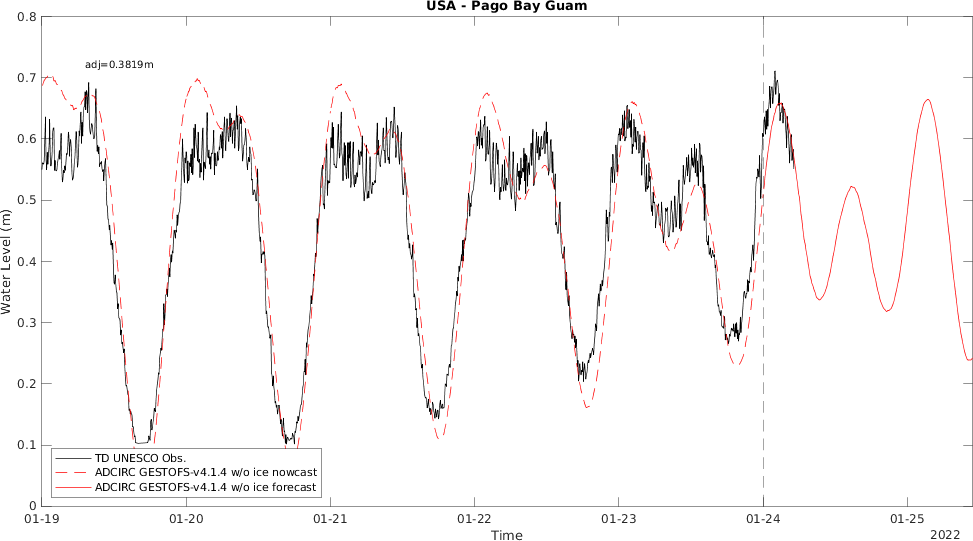 USA - Pago Bay Guam
adj=0.3819m
Water Level (m)
0.8
0.7
0.6
0.5
0.4
0.3
0.2
0.1
0
TD UNESCO Obs.
ADCIRC GESTOFS-v4.1.4 w/o ice nowcast
ADCIRC GESTOFS-v4.1.4 w/o ice forecast
01-19 01-20 01-21 01-22 01-23 01-24 01-25
Time
2022